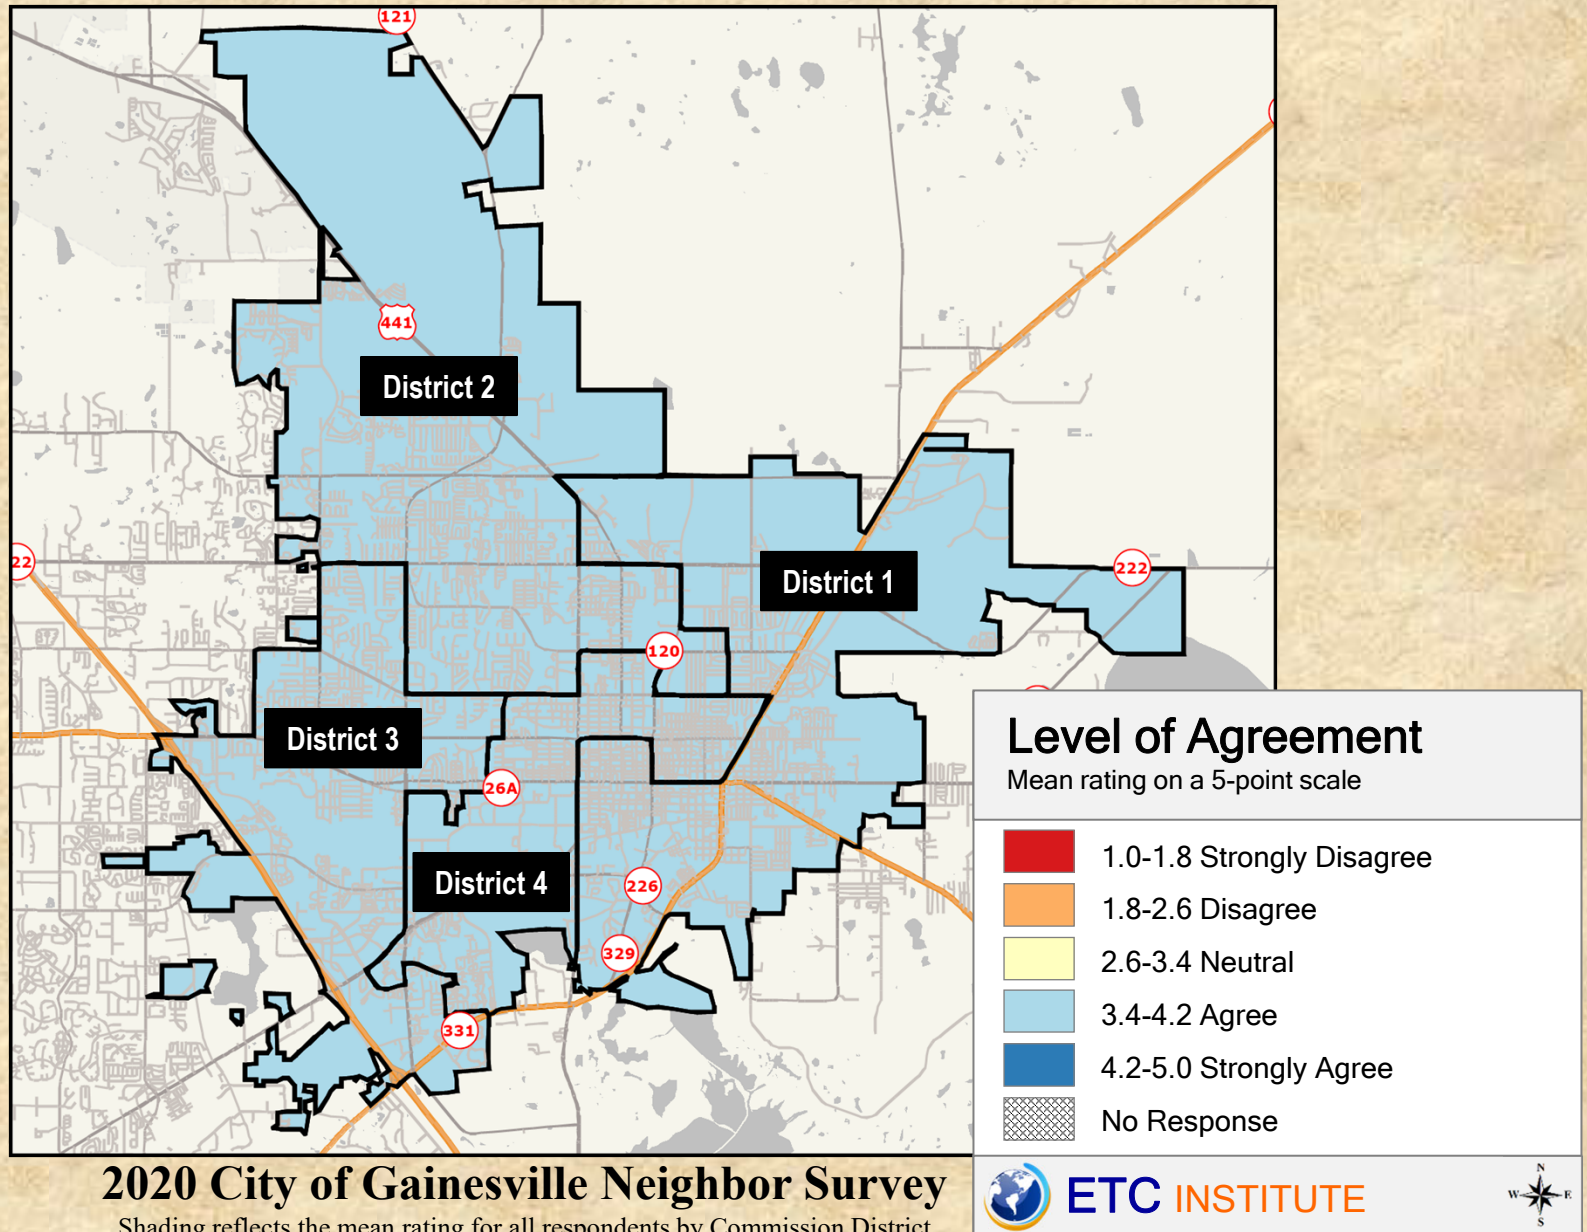 121
441
District 2
District 1
22
222
120
District 3
26A
District 4
226
329
331
Level of Agreement
Mean rating on a 5-point scale
1.0-1.8 Strongly Disagree
1.8-2.6 Disagree
2.6-3.4 Neutral
3.4-4.2 Agree
4.2-5.0 Strongly Agree
No Response
2020 City of Gainesville Neighbor Survey
Shading reflects the mean rating for all respondents by Commission District
ETC INSTITUTE
N
W E
S